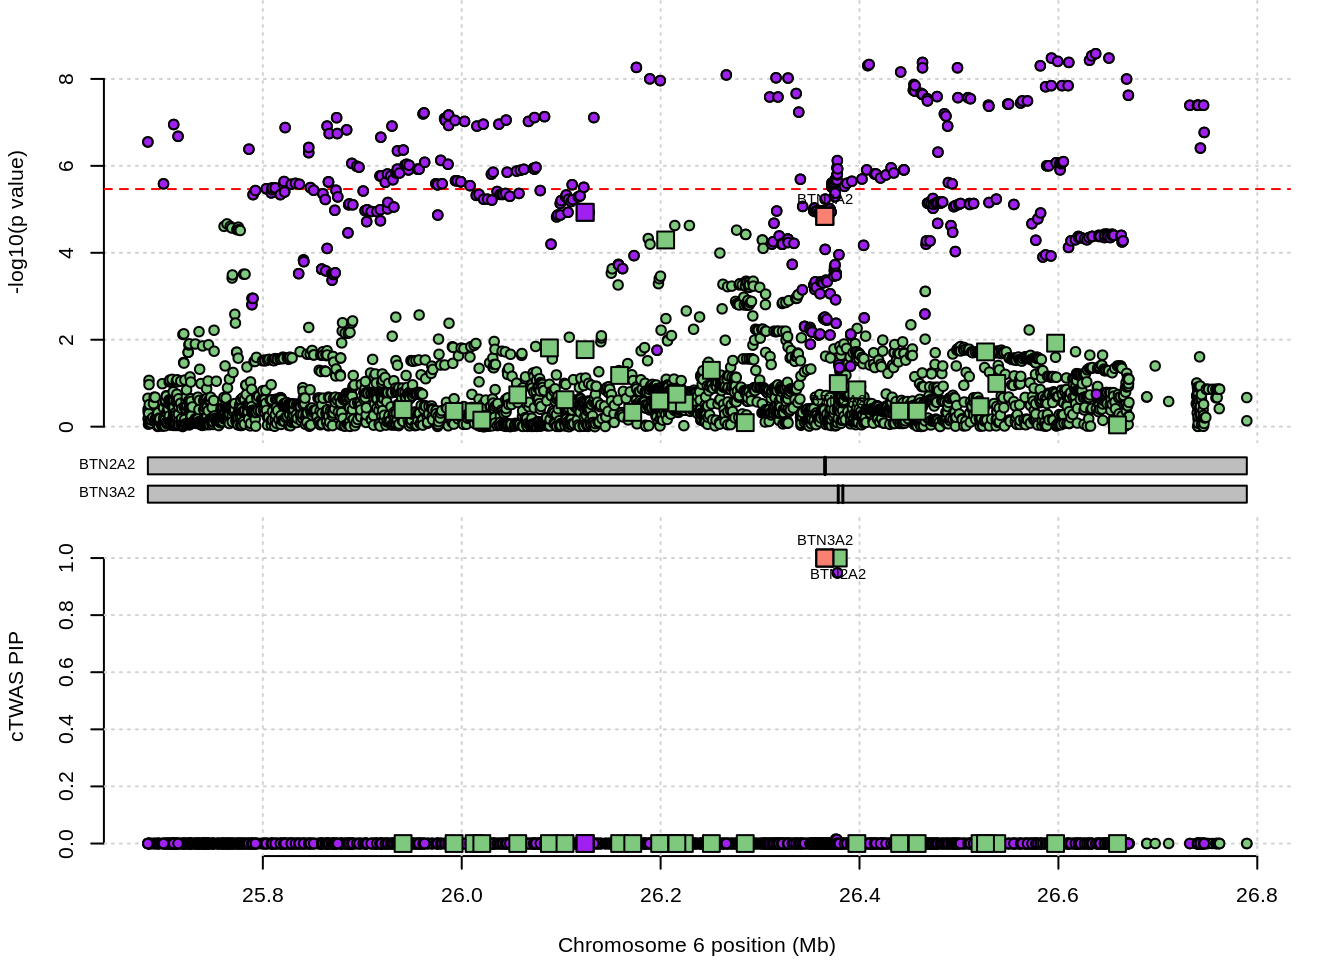 8
6
4
2
0
-log10(p value)
BTN2A2
BTN2A2
BTN3A2
BTN3A2
BTN2A2
1.0
0.8
0.6
0.4
0.2
0.0
cTWAS PIP
25.8 26.0 26.2 26.4 26.6 26.8
Chromosome 6 position (Mb)